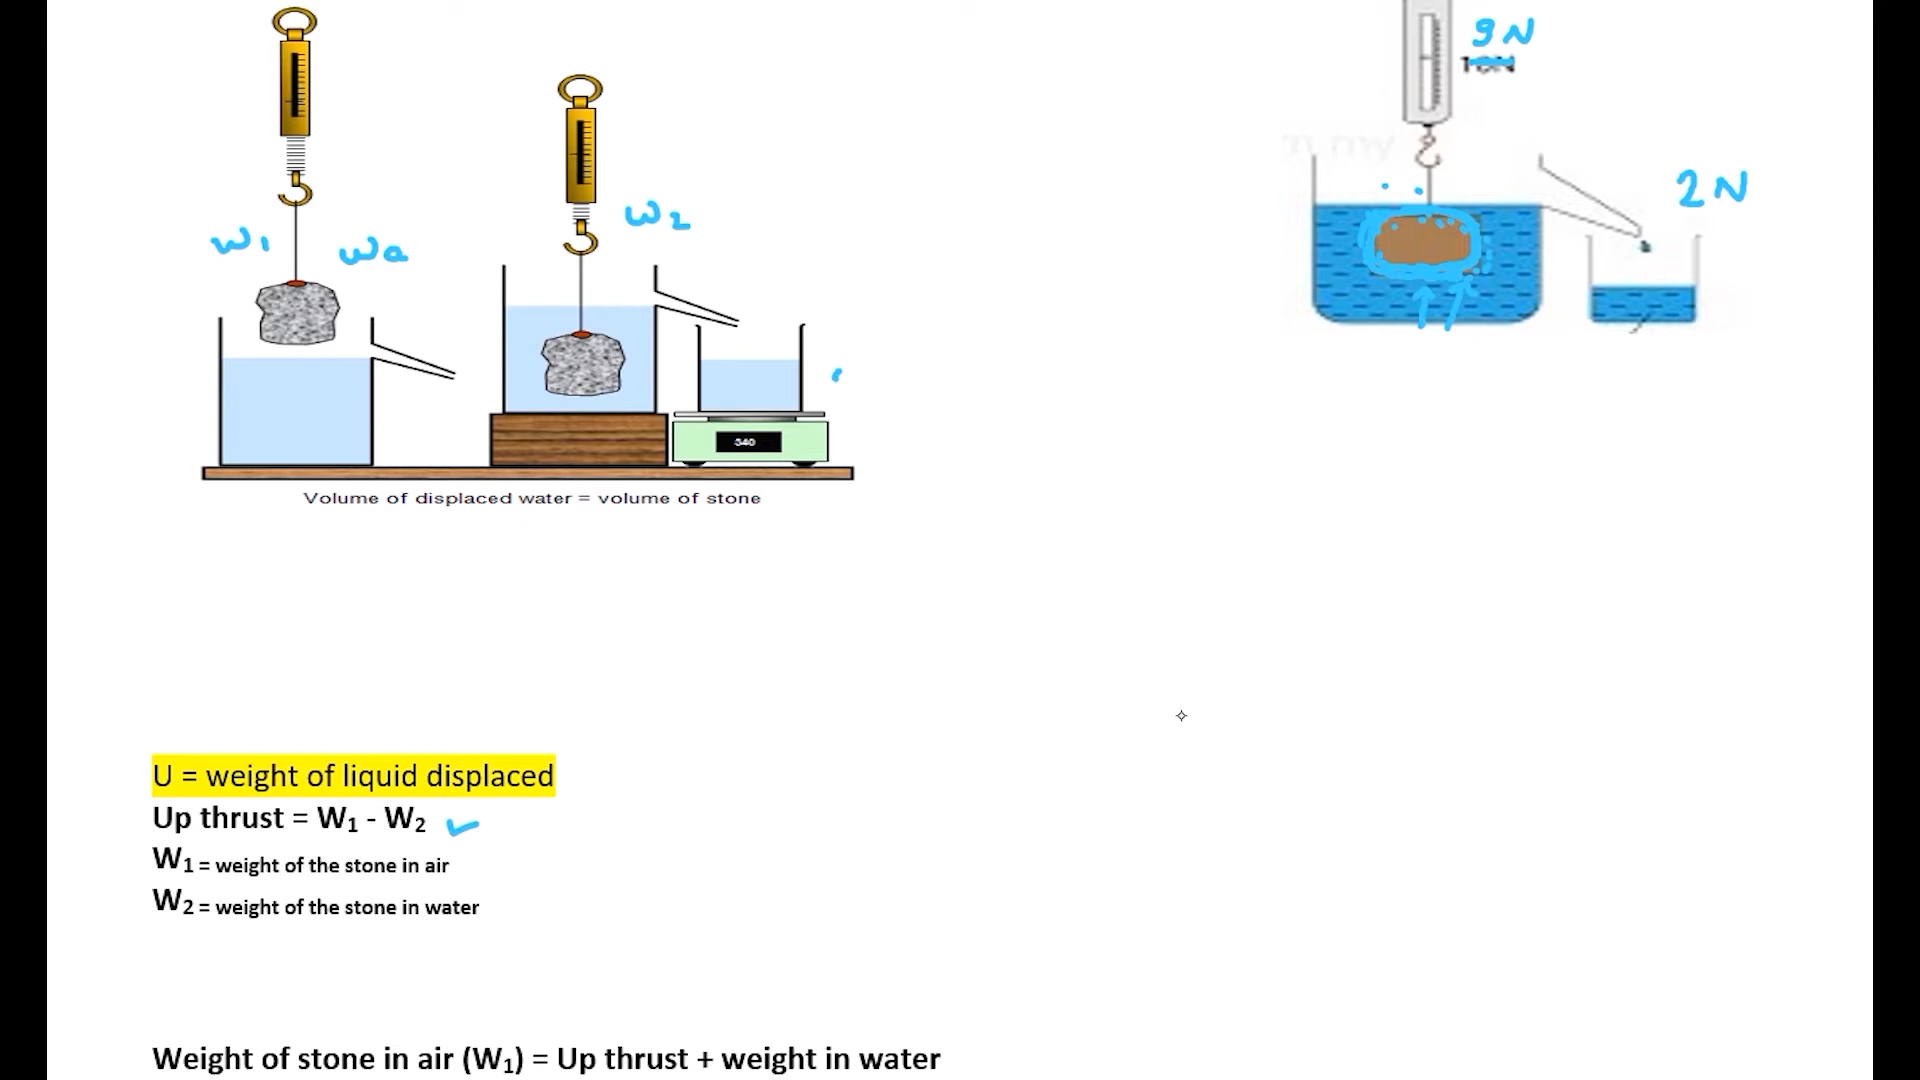 9N
10N
2N
W1 Wa
W2
340
Volume of displaced water = volume of stone
U = weight of liquid displaced
Up thrust = W₁ - W₂ ✓
W₁ = weight of the stone in air
W₂ = weight of the stone in water
Weight of stone in air (W₁) = Up thrust + weight in water